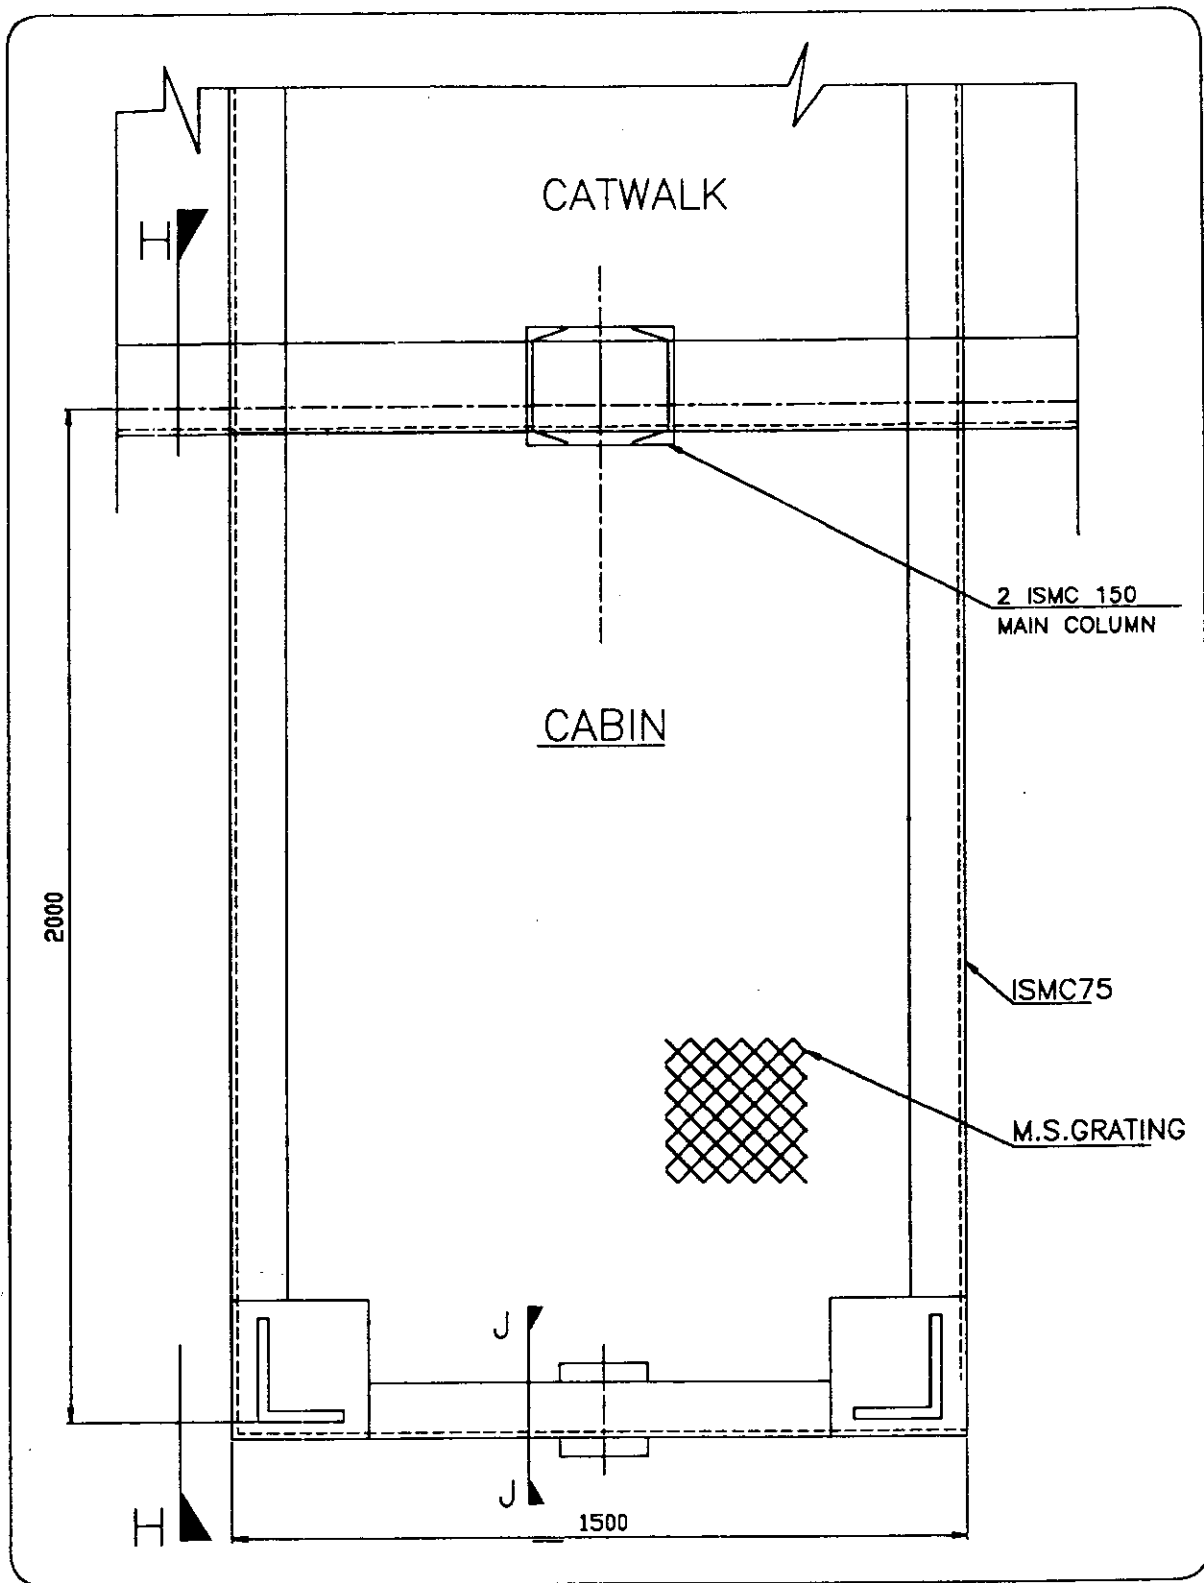 CATWALK
H
2 ISMC 150
MAIN COLUMN
CABIN
2000
ISMC75
M.S.GRATING
J
J
H
1500